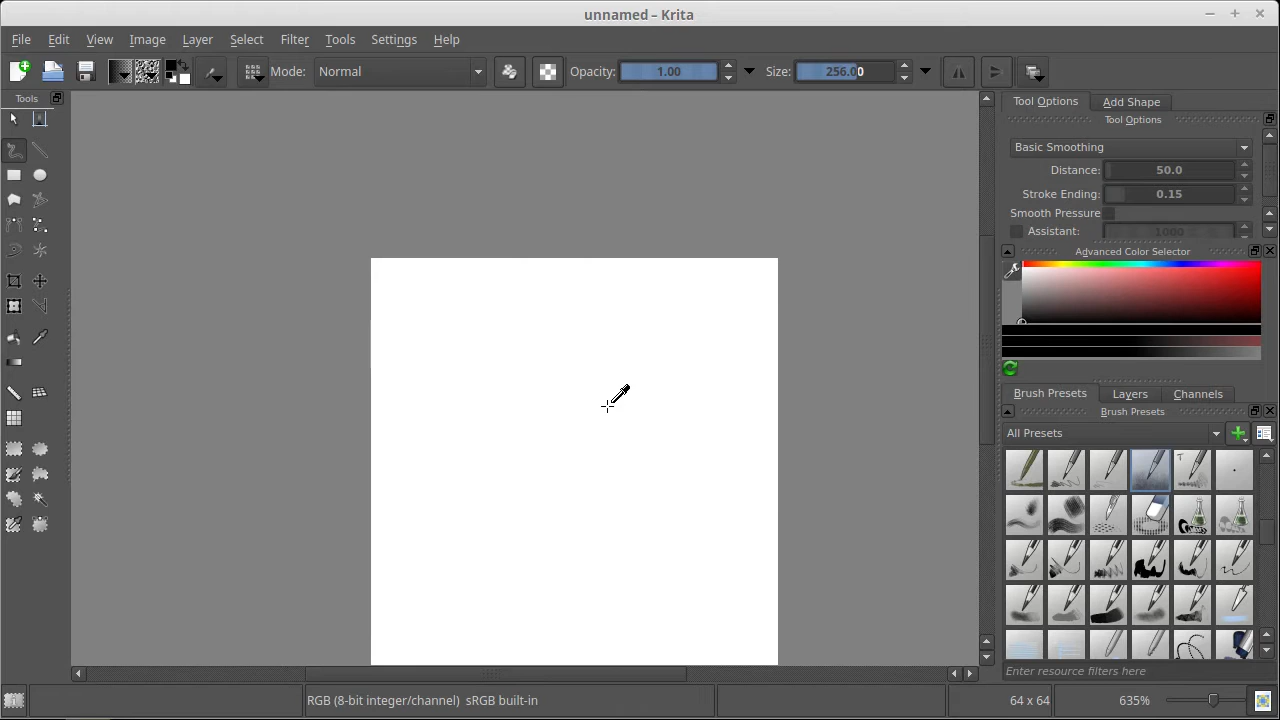 unnamed – Krita
File Edit View Image Layer Select Filter Tools Settings Help
Mode: Normal Opacity: 1.00 Size: 256.00
Tools
Tool Options Add Shape
Tool Options
Basic Smoothing
Distance: 50.0
Stroke Ending: 0.15
Smooth Pressure
Assistant: 1000
Advanced Color Selector
Brush Presets Layers Channels
Brush Presets
All Presets
Enter resource filters here
RGB (8-bit integer/channel) sRGB built-in 64 x 64 635%